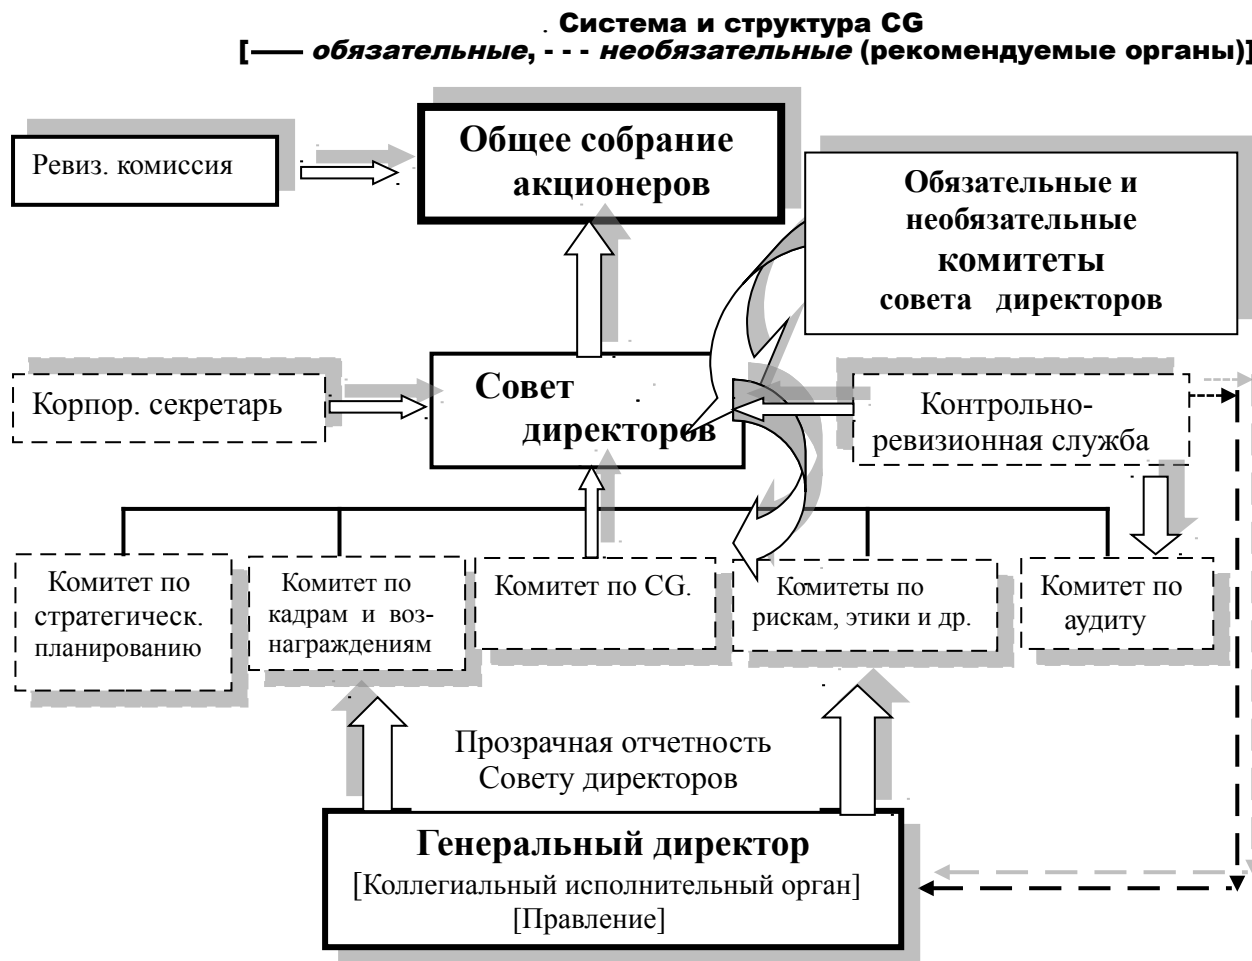 Система и структура CG
[—— обязательные, - - - необязательные (рекомендуемые органы)]
Общее собрание
акционеров
Ревиз. комиссия
Обязательные и
необязательные
комитеты
совета директоров
Совет
директоров
Корпор. секретарь
Контрольно-
ревизионная служба
Комитет по
стратегическ.
планированию
Комитет по
кадрам и воз-
награждениям
Комитет по CG.
Комитеты по
рискам, этики и др.
Комитет по
аудиту
Прозрачная отчетность
Совету директоров
Генеральный директор
[Коллегиальный исполнительный орган]
[Правление]